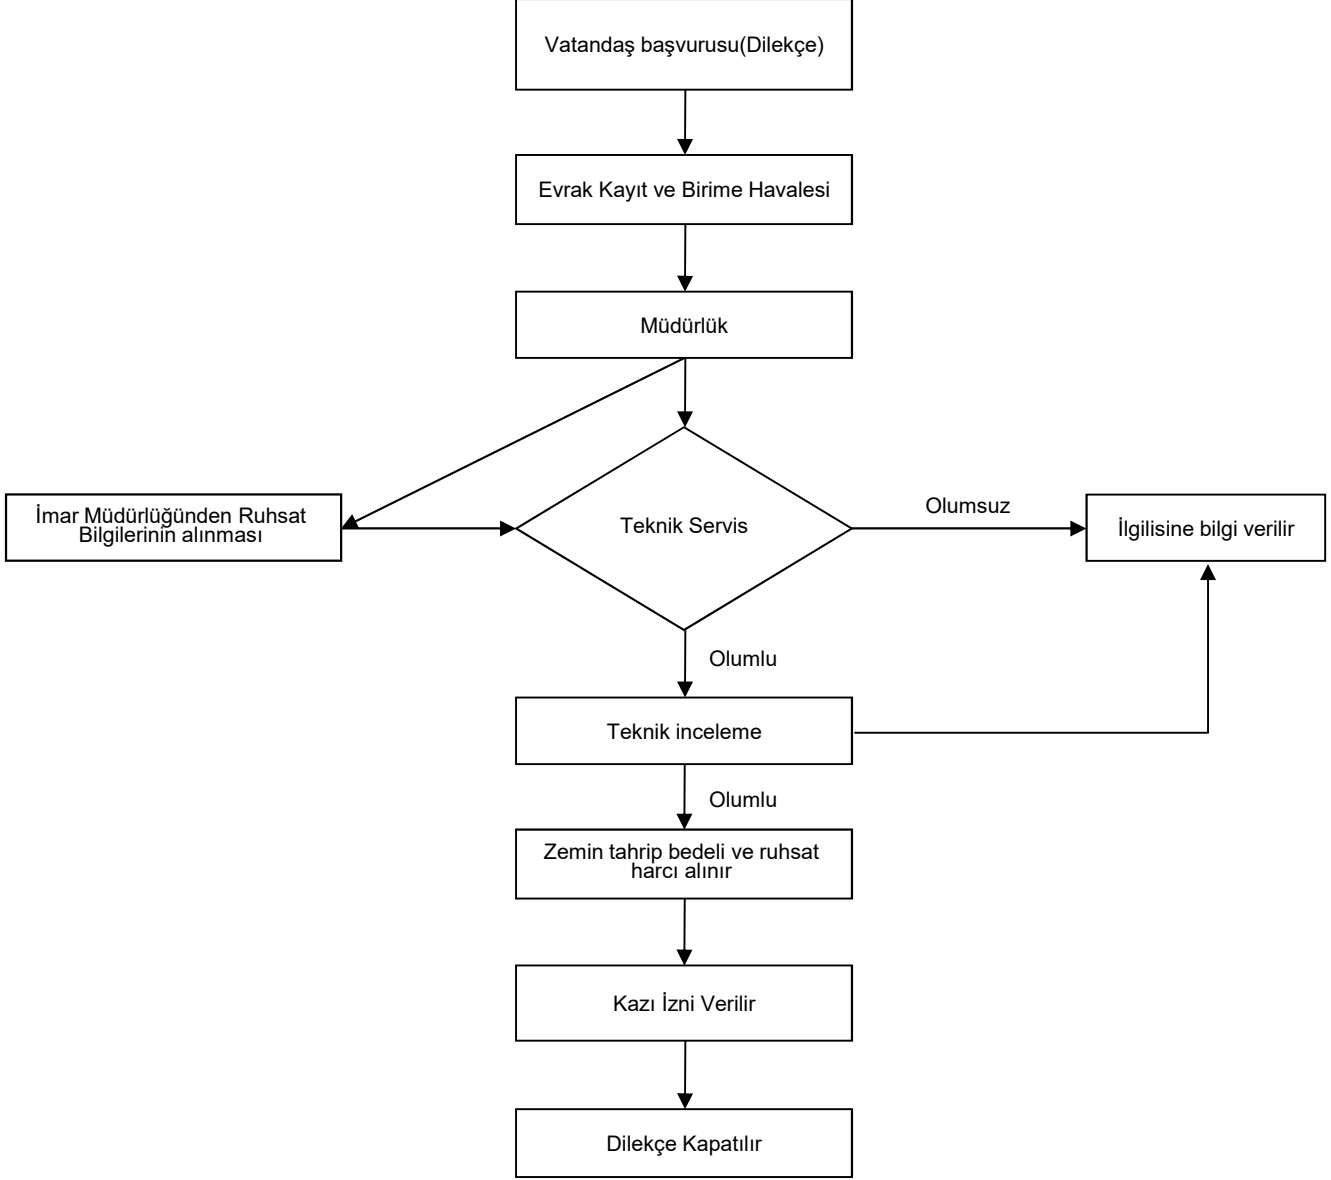 Vatandaş başvurusu(Dilekçe)
Evrak Kayıt ve Birime Havalesi
Müdürlük
İmar Müdürlüğünden Ruhsat
Bilgilerinin alınması
Teknik Servis
Olumsuz
İlgilisine bilgi verilir
Olumlu
Teknik inceleme
Olumlu
Zemin tahrip bedeli ve ruhsat
harcı alınır
Kazı İzni Verilir
Dilekçe Kapatılır